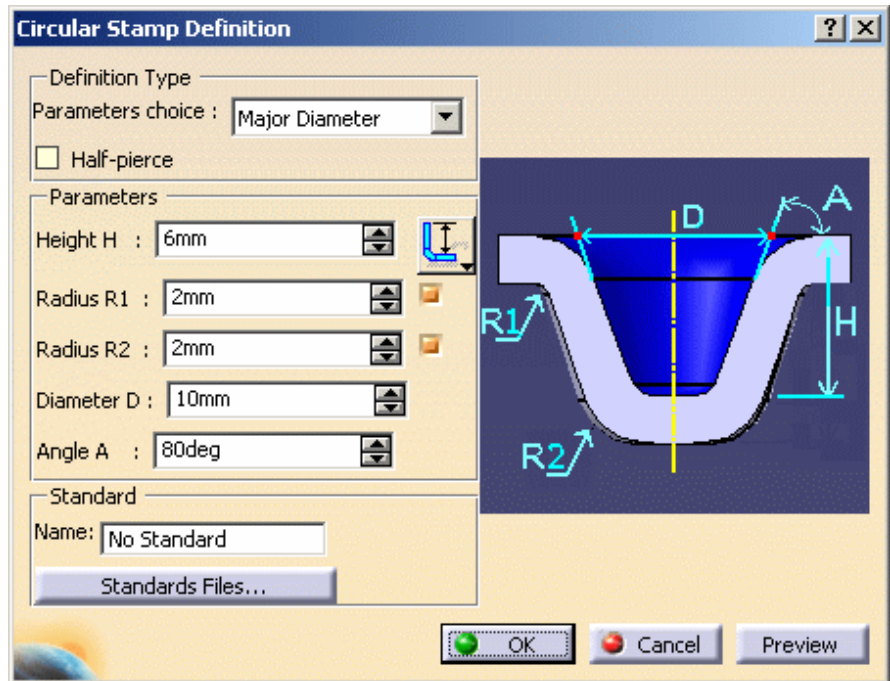 Circular Stamp Definition
Definition Type
Parameters choice : Major Diameter
Half-pierce
Parameters
Height H : 6mm
Radius R1 : 2mm
Radius R2 : 2mm
Diameter D : 10mm
Angle A : 80deg
Standard
Name: No Standard
Standards Files...
D
A
R1
H
R2
OK
Cancel
Preview